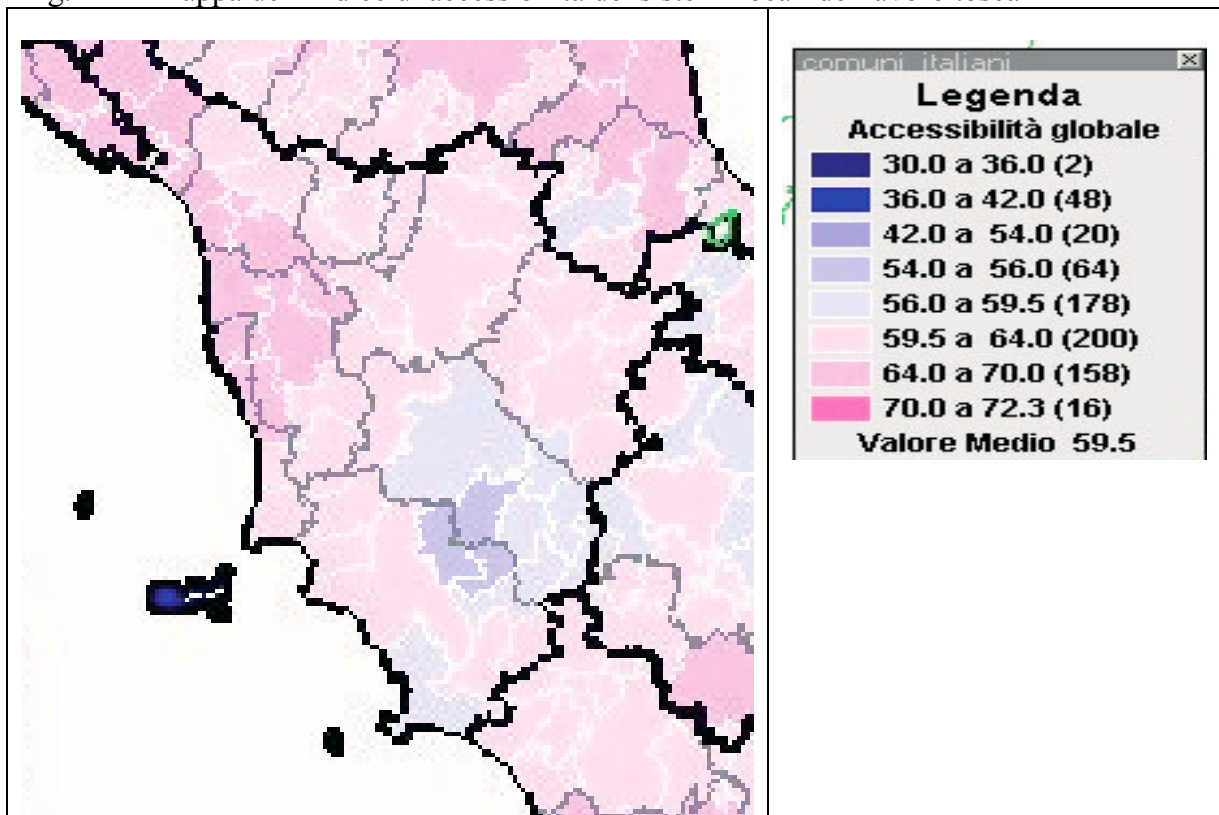 comuni italiani
Legenda
Accessibilità globale
30.0 a 36.0 (2)
36.0 a 42.0 (48)
42.0 a 54.0 (20)
54.0 a 56.0 (64)
56.0 a 59.5 (178)
59.5 a 64.0 (200)
64.0 a 70.0 (158)
70.0 a 72.3 (16)
Valore Medio 59.5